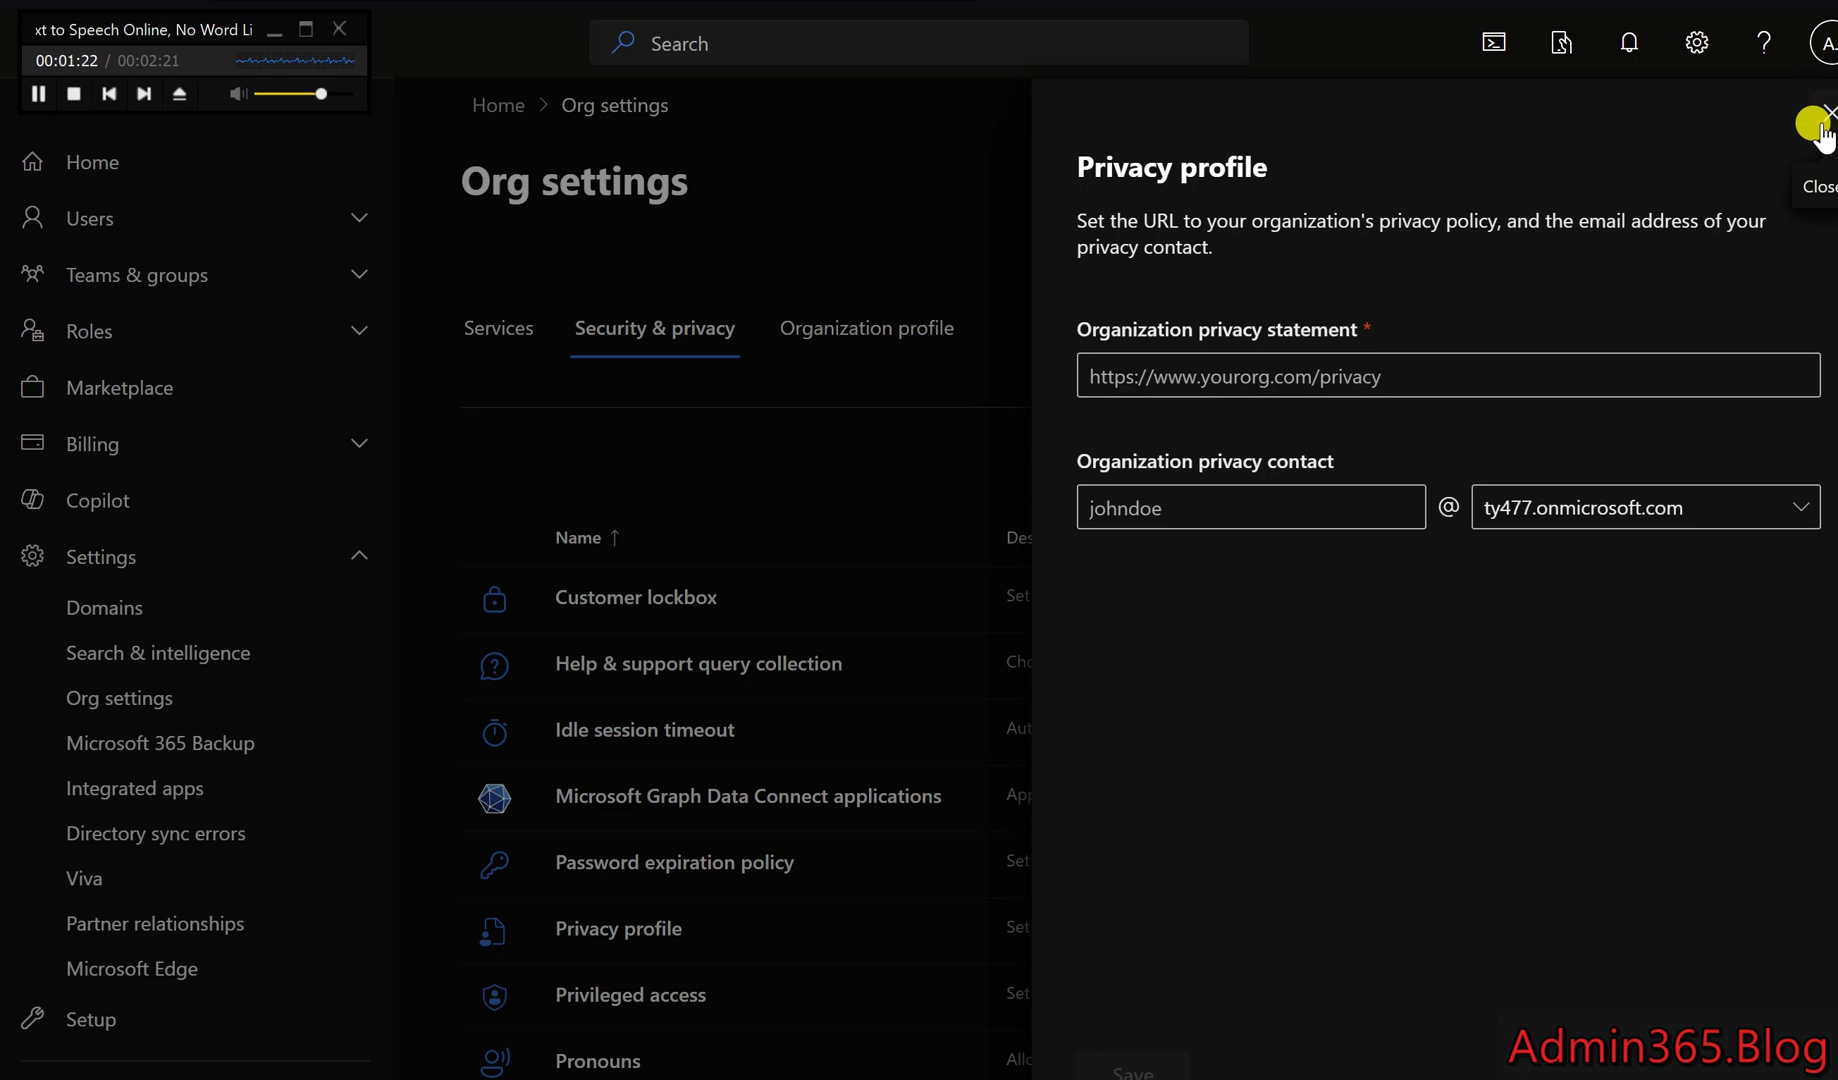 xt to Speech Online, No Word Li
00:01:22 / 00:02:21
Search
Home
Users
Teams & groups
Roles
Marketplace
Billing
Copilot
Settings
Domains
Search & intelligence
Org settings
Microsoft 365 Backup
Integrated apps
Directory sync errors
Viva
Partner relationships
Microsoft Edge
Setup
Home > Org settings
Org settings
Services
Security & privacy
Organization profile
Name ↑
Des
Customer lockbox
Set
Help & support query collection
Cho
Idle session timeout
Aut
Microsoft Graph Data Connect applications
App
Password expiration policy
Set
Privacy profile
Set
Privileged access
Set
Pronouns
Allo
Close
Privacy profile
Set the URL to your organization's privacy policy, and the email address of your
privacy contact.
Organization privacy statement *
https://www.yourorg.com/privacy
Organization privacy contact
johndoe @ ty477.onmicrosoft.com
Save
Admin365.Blog